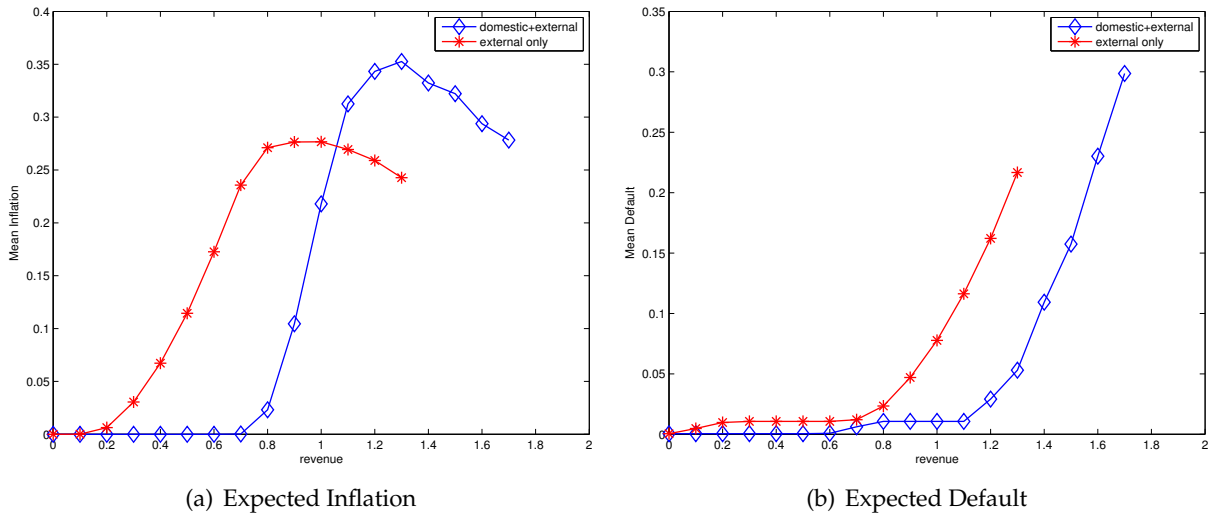 0.4
0.35
0.3
0.25
0.2
0.15
0.1
0.05
0
Mean Inflation
0 0.2 0.4 0.6 0.8 1 1.2 1.4 1.6 1.8 2
revenue
domestic+external
external only
(a) Expected Inflation
0.35
0.3
0.25
0.2
0.15
0.1
0.05
0
Mean Default
0 0.2 0.4 0.6 0.8 1 1.2 1.4 1.6 1.8 2
revenue
domestic+external
external only
(b) Expected Default